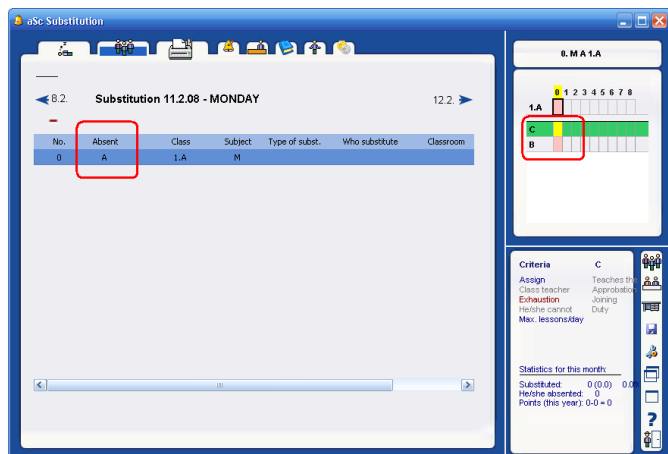 aSc Substitution
8.2.
Substitution 11.2.08 - MONDAY
12.2.
No. Absent Class Subject Type of subst. Who substitute Classroom
0 A 1.A M
0. M A 1.A
0 1 2 3 4 5 6 7 8
1.A
C
B
Criteria C
Assign Teaches th
Class teacher Approbation
Exhaustion Joining
He/she cannot Duty
Max. lessons/day
Statistics for this month:
Substituted: 0 (0.0) 0.0%
He/she absented: 0
Points (this year): 0-0 = 0